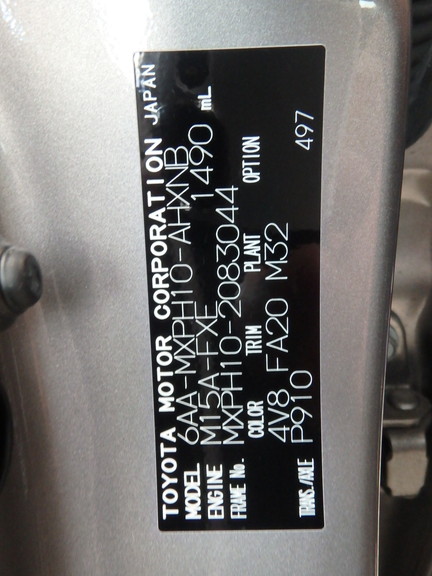 TOYOTA MOTOR CORPORATION JAPAN
MODEL 6AA-MXPH10-AHXNB
ENGINE M15A-FXE 1490 mL
FRAME No. MXPH10-2083044
COLOR TRIM PLANT OPTION
4V8 FA20 M32
TRANS./AXLE P910 497